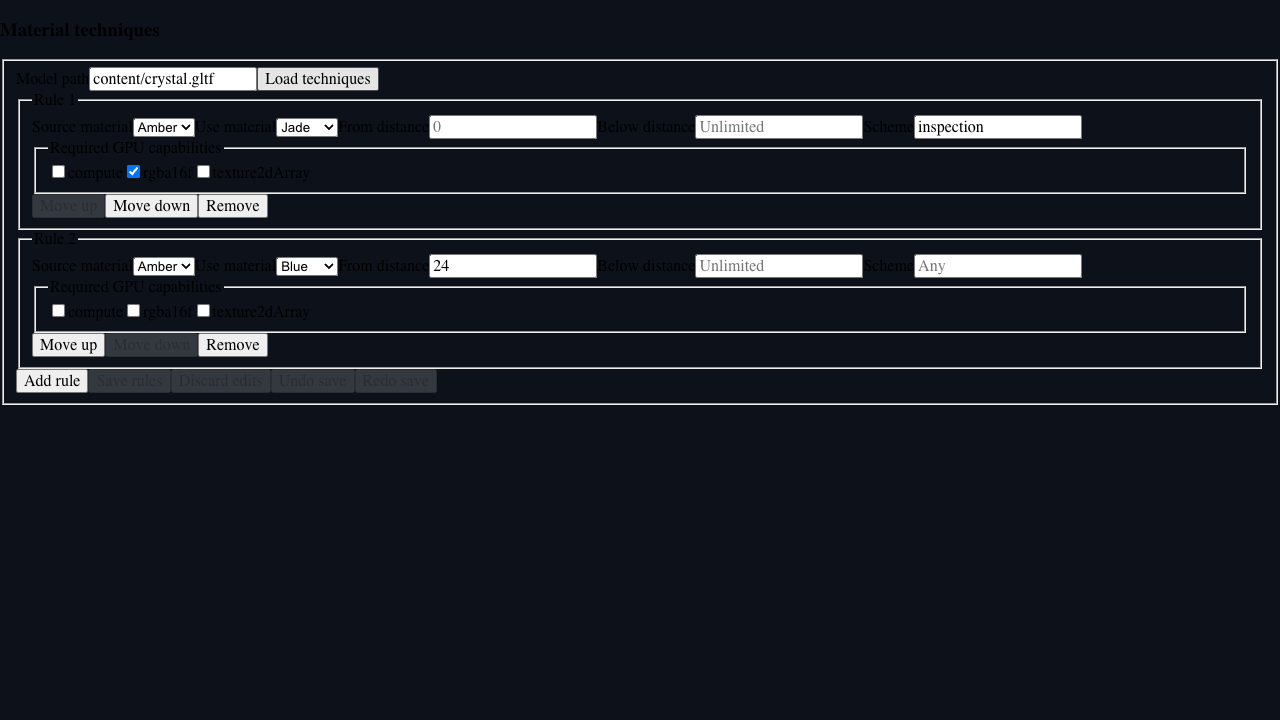 Material techniques
Model path content/crystal.gltf Load techniques
Rule 1
Source material Amber Use material Jade From distance 0 Below distance Unlimited Scheme inspection
Required GPU capabilities
compute rgba16f texture2dArray
Move up Move down Remove
Rule 2
Source material Amber Use material Blue From distance 24 Below distance Unlimited Scheme Any
Required GPU capabilities
compute rgba16f texture2dArray
Move up Move down Remove
Add rule Save rules Discard edits Undo save Redo save